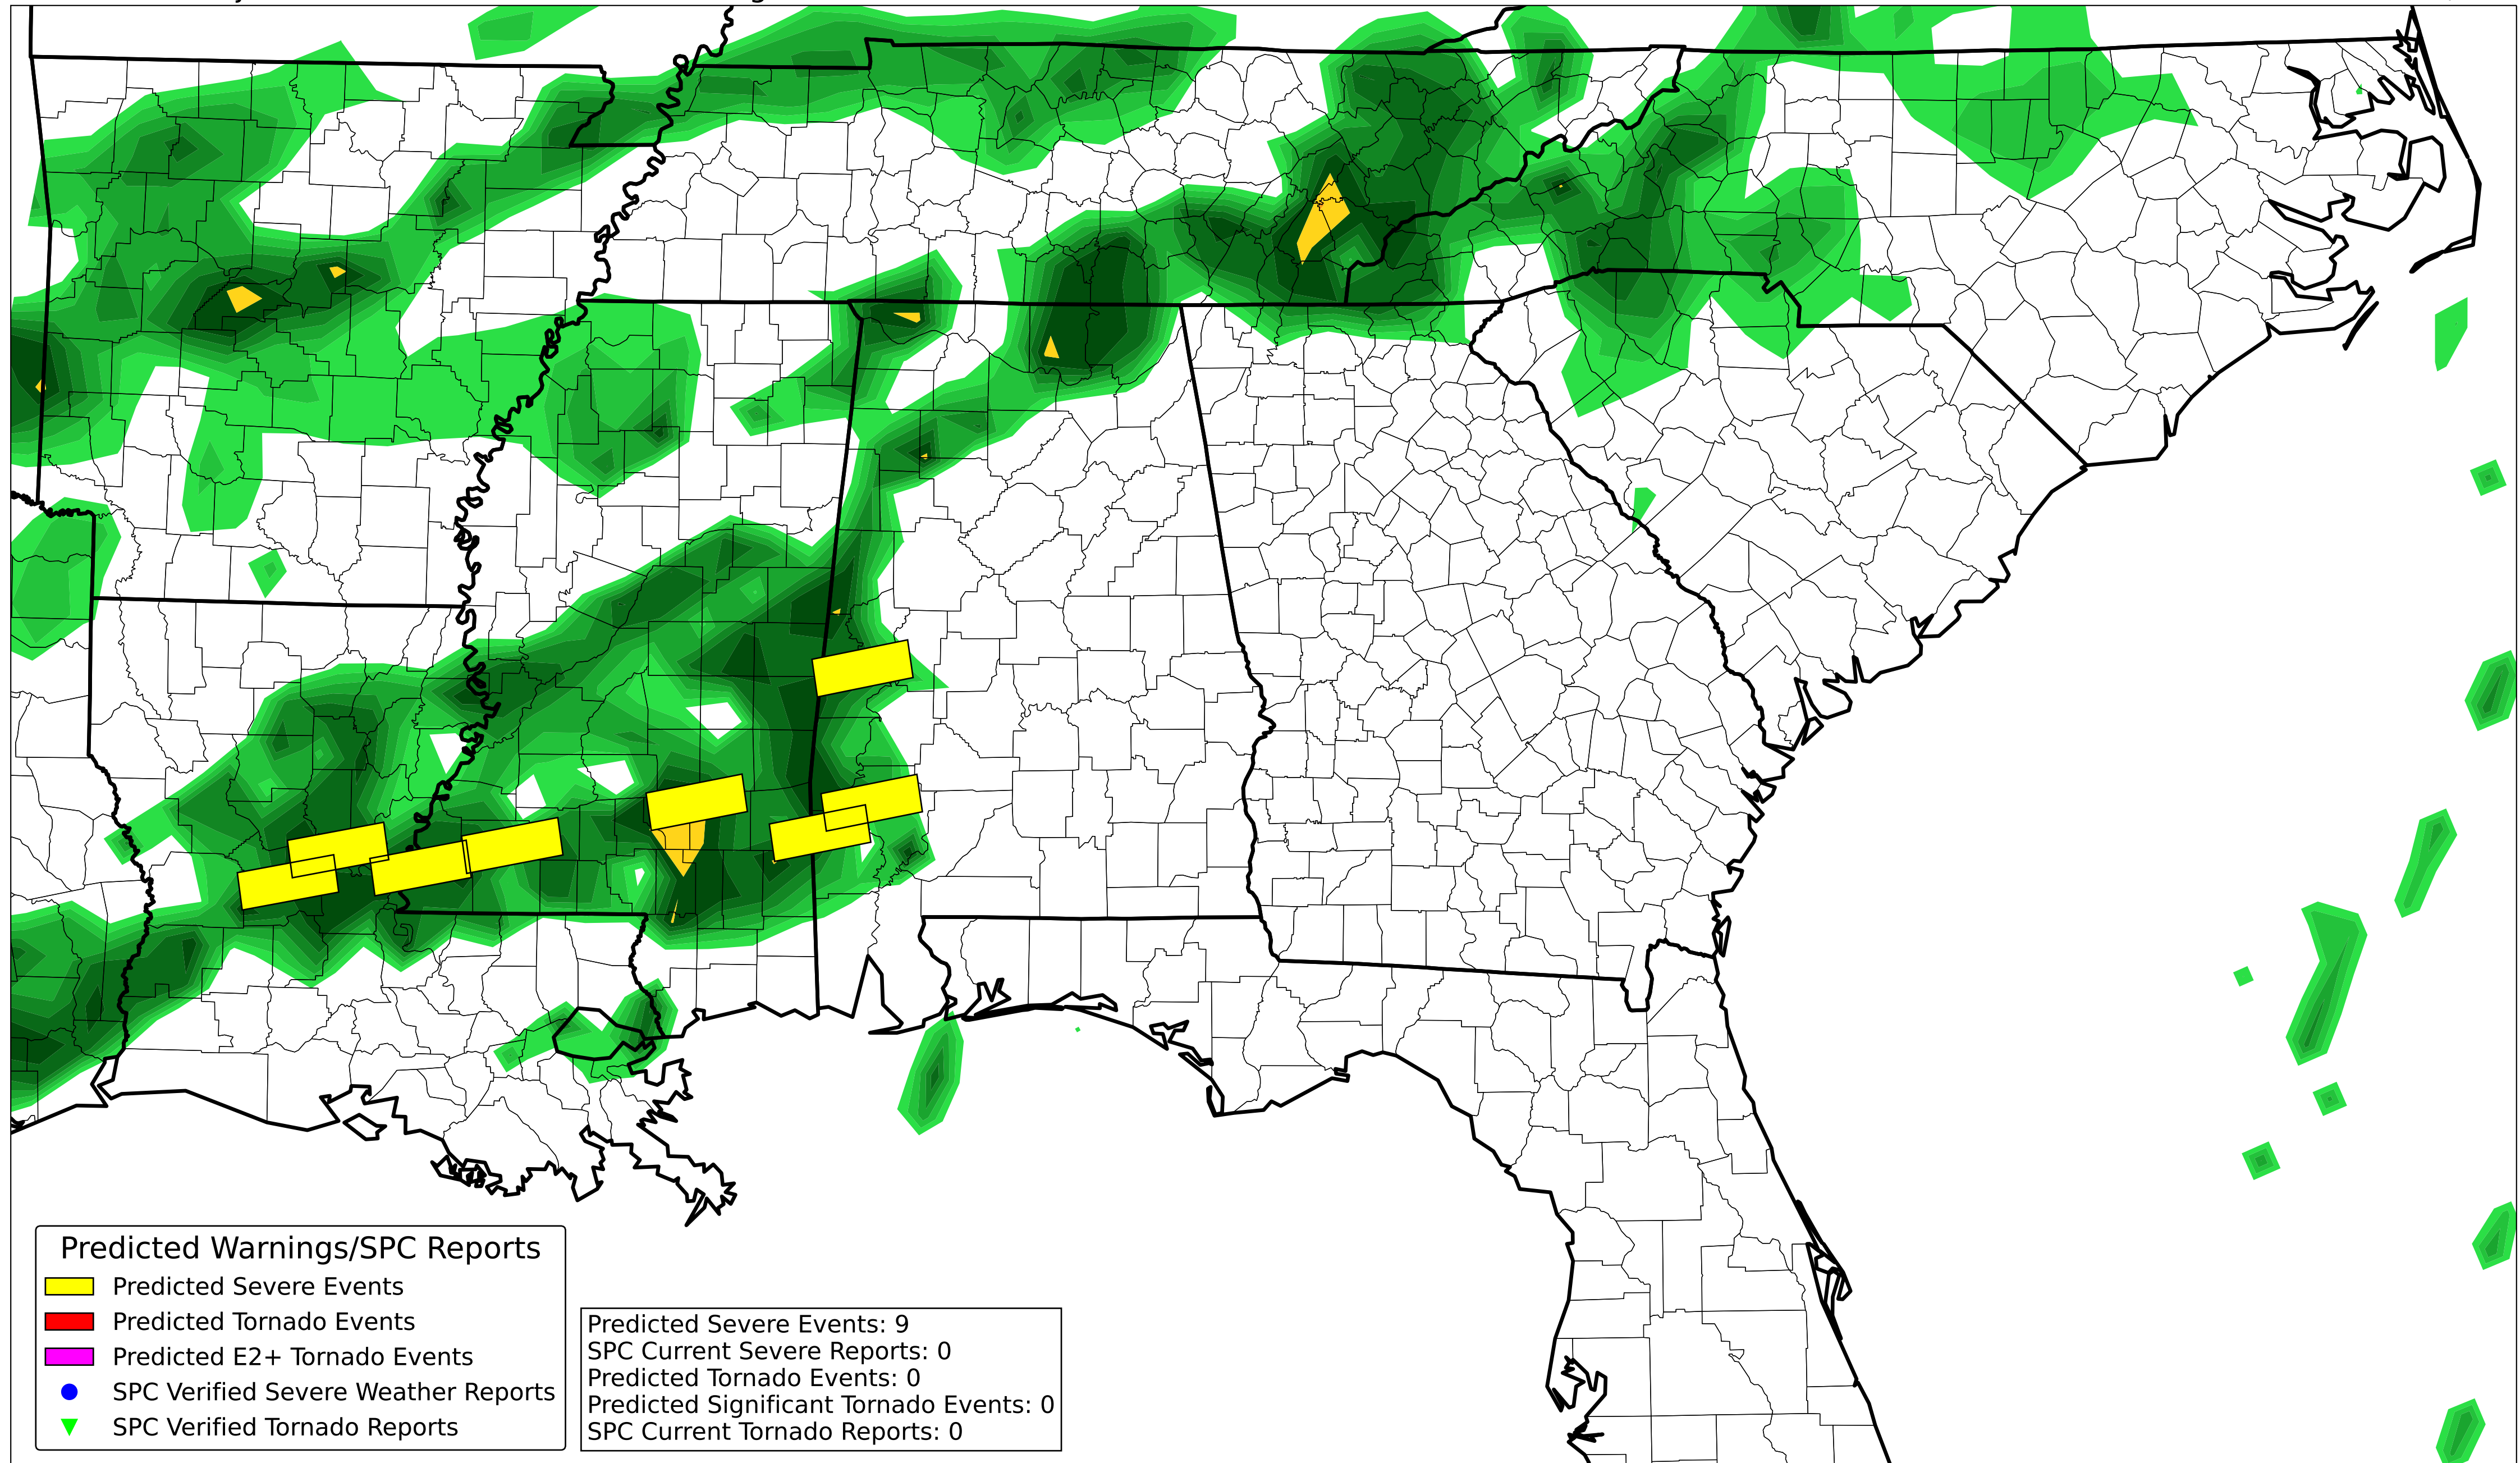 Predicted Warnings/SPC Reports
Predicted Severe Events
Predicted Tornado Events
Predicted E2+ Tornado Events
SPC Verified Severe Weather Reports
SPC Verified Tornado Reports
Predicted Severe Events: 9
SPC Current Severe Reports: 0
Predicted Tornado Events: 0
Predicted Significant Tornado Events: 0
SPC Current Tornado Reports: 0